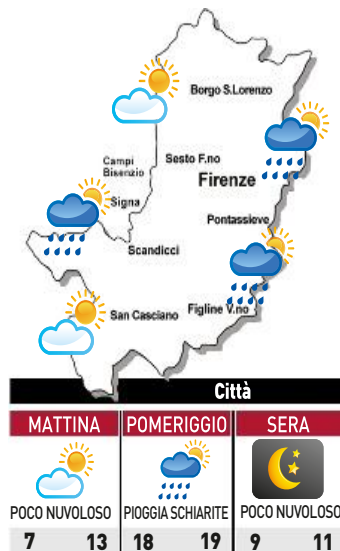 Borgo S.Lorenzo
Campi
Bisenzio
Sesto F.no
Firenze
Signa
Pontassieve
Scandicci
San Casciano
Figline V.no
Città
MATTINA
POMERIGGIO
SERA
POCO NUVOLOSO
PIOGGIA SCHIARITE
POCO NUVOLOSO
7 13
18 19
9 11